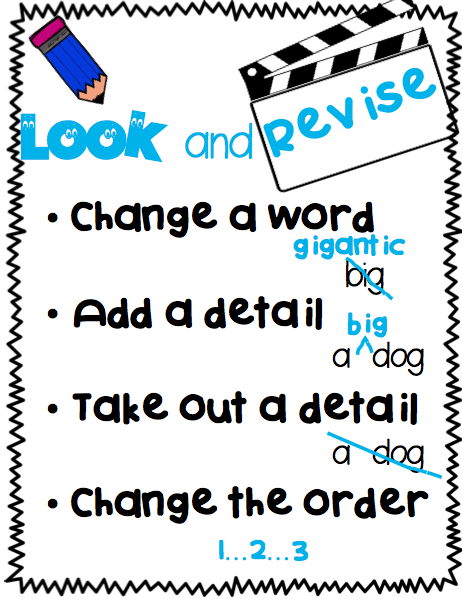 Look and Revise
• Change a word
gigantic
big
• Add a detail
big
a ^ dog
• Take out a detail
a dog
• Change the order
1...2...3